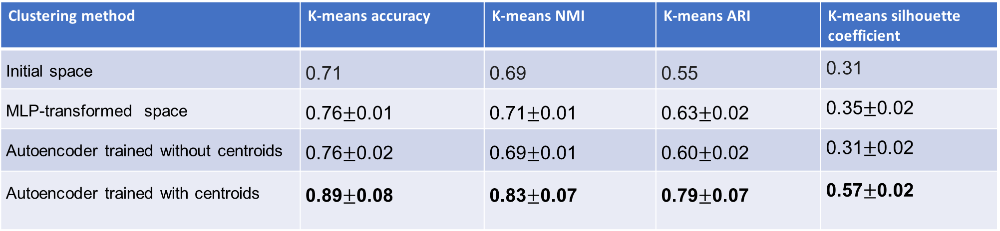 Clustering method K-means accuracy K-means NMI K-means ARI K-means silhouette
coefficient
Initial space 0.71 0.69 0.55 0.31
MLP-transformed space 0.76±0.01 0.71±0.01 0.63±0.02 0.35±0.02
Autoencoder trained without centroids 0.76±0.02 0.69±0.01 0.60±0.02 0.31±0.02
Autoencoder trained with centroids 0.89±0.08 0.83±0.07 0.79±0.07 0.57±0.02